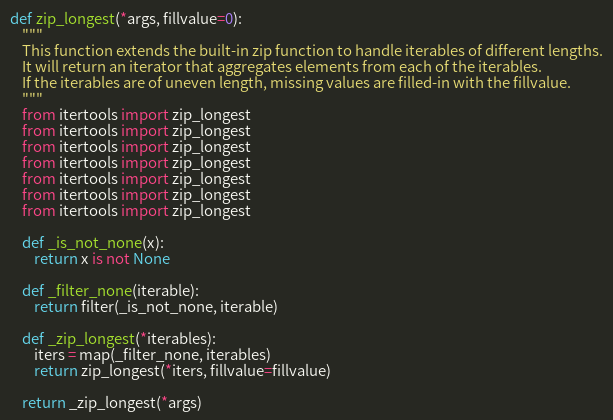 def zip_longest(*args, fillvalue=0):
"""
This function extends the built-in zip function to handle iterables of different lengths.
It will return an iterator that aggregates elements from each of the iterables.
If the iterables are of uneven length, missing values are filled-in with the fillvalue.
"""
from itertools import zip_longest
from itertools import zip_longest
from itertools import zip_longest
from itertools import zip_longest
from itertools import zip_longest
from itertools import zip_longest
from itertools import zip_longest
def _is_not_none(x):
return x is not None
def _filter_none(iterable):
return filter(_is_not_none, iterable)
def _zip_longest(*iterables):
iters = map(_filter_none, iterables)
return zip_longest(*iters, fillvalue=fillvalue)
return _zip_longest(*args)